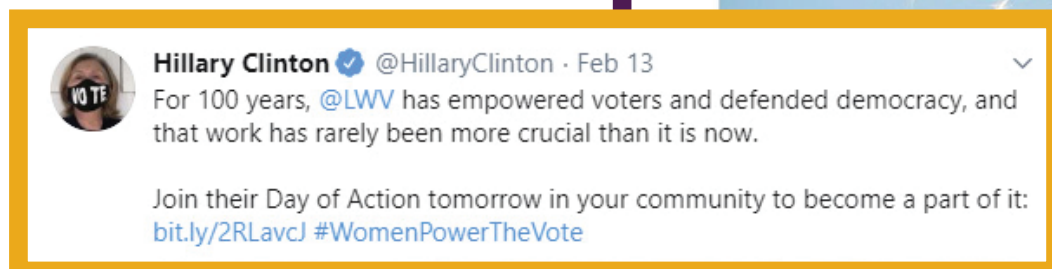 Hillary Clinton @HillaryClinton · Feb 13
VOTE
For 100 years, @LWV has empowered voters and defended democracy, and
that work has rarely been more crucial than it is now.
Join their Day of Action tomorrow in your community to become a part of it:
bit.ly/2RLavcJ #WomenPowerTheVote